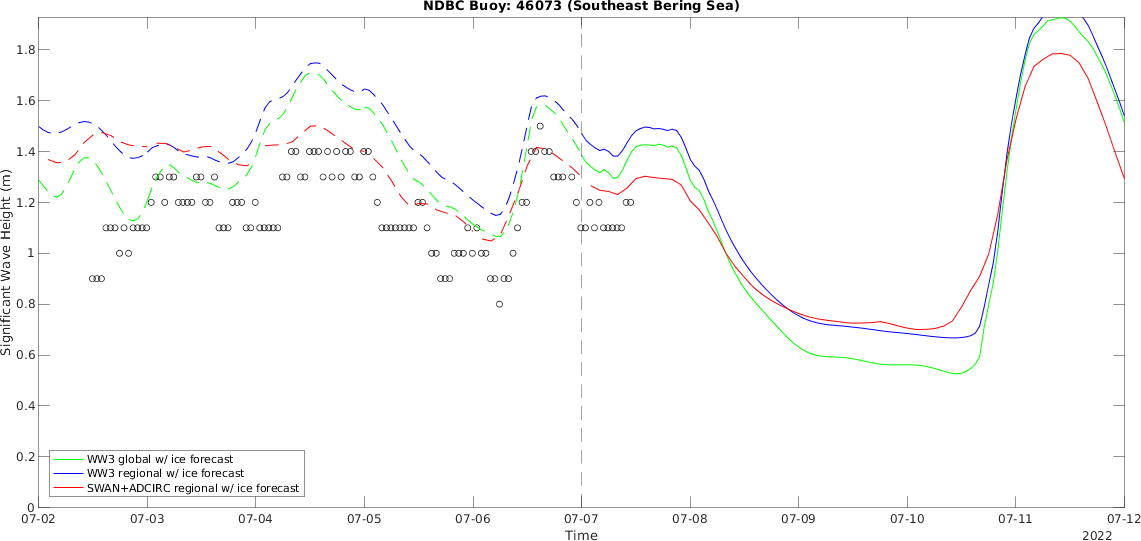 NDBC Buoy: 46073 (Southeast Bering Sea)
Significant Wave Height (m)
1.8
1.6
1.4
1.2
1
0.8
0.6
0.4
0.2
0
WW3 global w/ ice forecast
WW3 regional w/ ice forecast
SWAN+ADCIRC regional w/ ice forecast
07-02 07-03 07-04 07-05 07-06 07-07 07-08 07-09 07-10 07-11 07-12
Time
2022